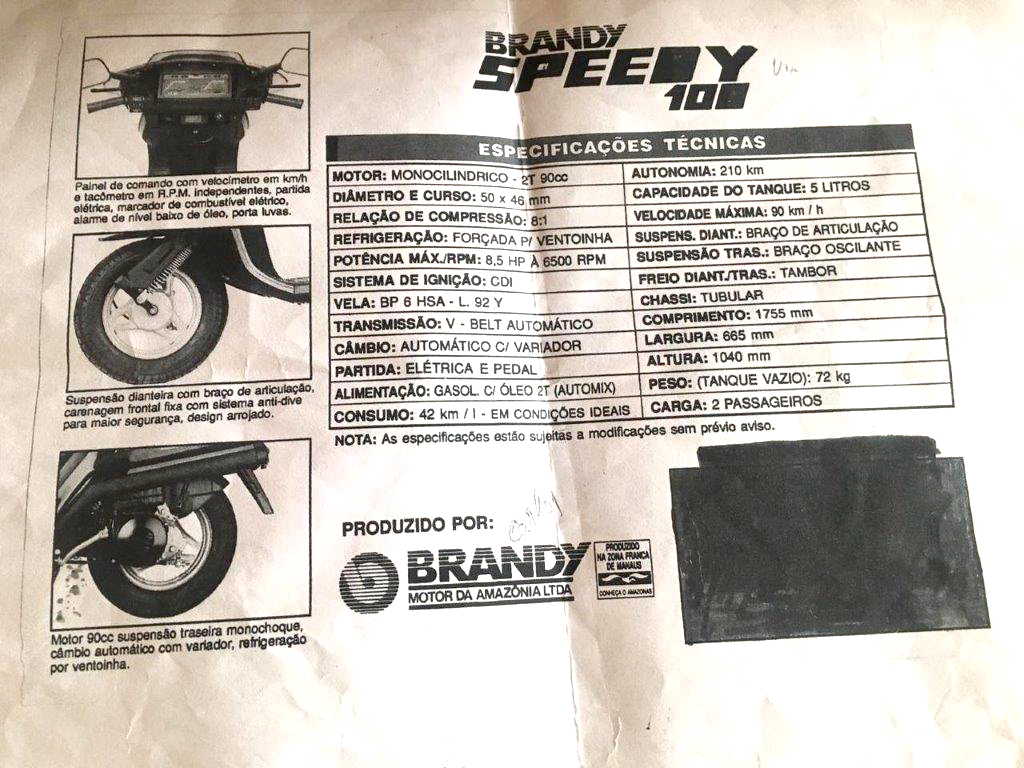 BRANDY
SPEEDY
100
Painel de comando com velocímetro em km/h
e tacômetro em R.P.M. independentes, partida
elétrica, marcador de combustível elétrico,
alarme de nível baixo de óleo, porta luvas.
Suspensão dianteira com braço de articulação,
carenagem frontal fixa com sistema anti-dive
para maior segurança, design arrojado.
Motor 90cc suspensão traseira monochoque,
câmbio automático com variador, refrigeração
por ventoinha.
ESPECIFICAÇÕES TÉCNICAS
MOTOR: MONOCILINDRICO - 2T 90cc
DIÂMETRO E CURSO: 50 x 46 mm
RELAÇÃO DE COMPRESSÃO: 8:1
REFRIGERAÇÃO: FORÇADA P/ VENTOINHA
POTÊNCIA MÁX./RPM: 8,5 HP À 6500 RPM
SISTEMA DE IGNIÇÃO: CDI
VELA: BP 6 HSA - L. 92 Y
TRANSMISSÃO: V - BELT AUTOMÁTICO
CÂMBIO: AUTOMÁTICO C/ VARIADOR
PARTIDA: ELÉTRICA E PEDAL
ALIMENTAÇÃO: GASOL. C/ ÓLEO 2T (AUTOMIX)
CONSUMO: 42 km / l - EM CONDIÇÕES IDEAIS
AUTONOMIA: 210 km
CAPACIDADE DO TANQUE: 5 LITROS
VELOCIDADE MÁXIMA: 90 km / h
SUSPENS. DIANT.: BRAÇO DE ARTICULAÇÃO
SUSPENSÃO TRAS.: BRAÇO OSCILANTE
FREIO DIANT./TRAS.: TAMBOR
CHASSI: TUBULAR
COMPRIMENTO: 1755 mm
LARGURA: 665 mm
ALTURA: 1040 mm
PESO: (TANQUE VAZIO): 72 kg
CARGA: 2 PASSAGEIROS
NOTA: As especificações estão sujeitas a modificações sem prévio aviso.
PRODUZIDO POR:
BRANDY
MOTOR DA AMAZÔNIA LTDA
PRODUZIDO
NA ZONA FRANCA
DE MANAUS
CONHEÇA O AMAZONAS